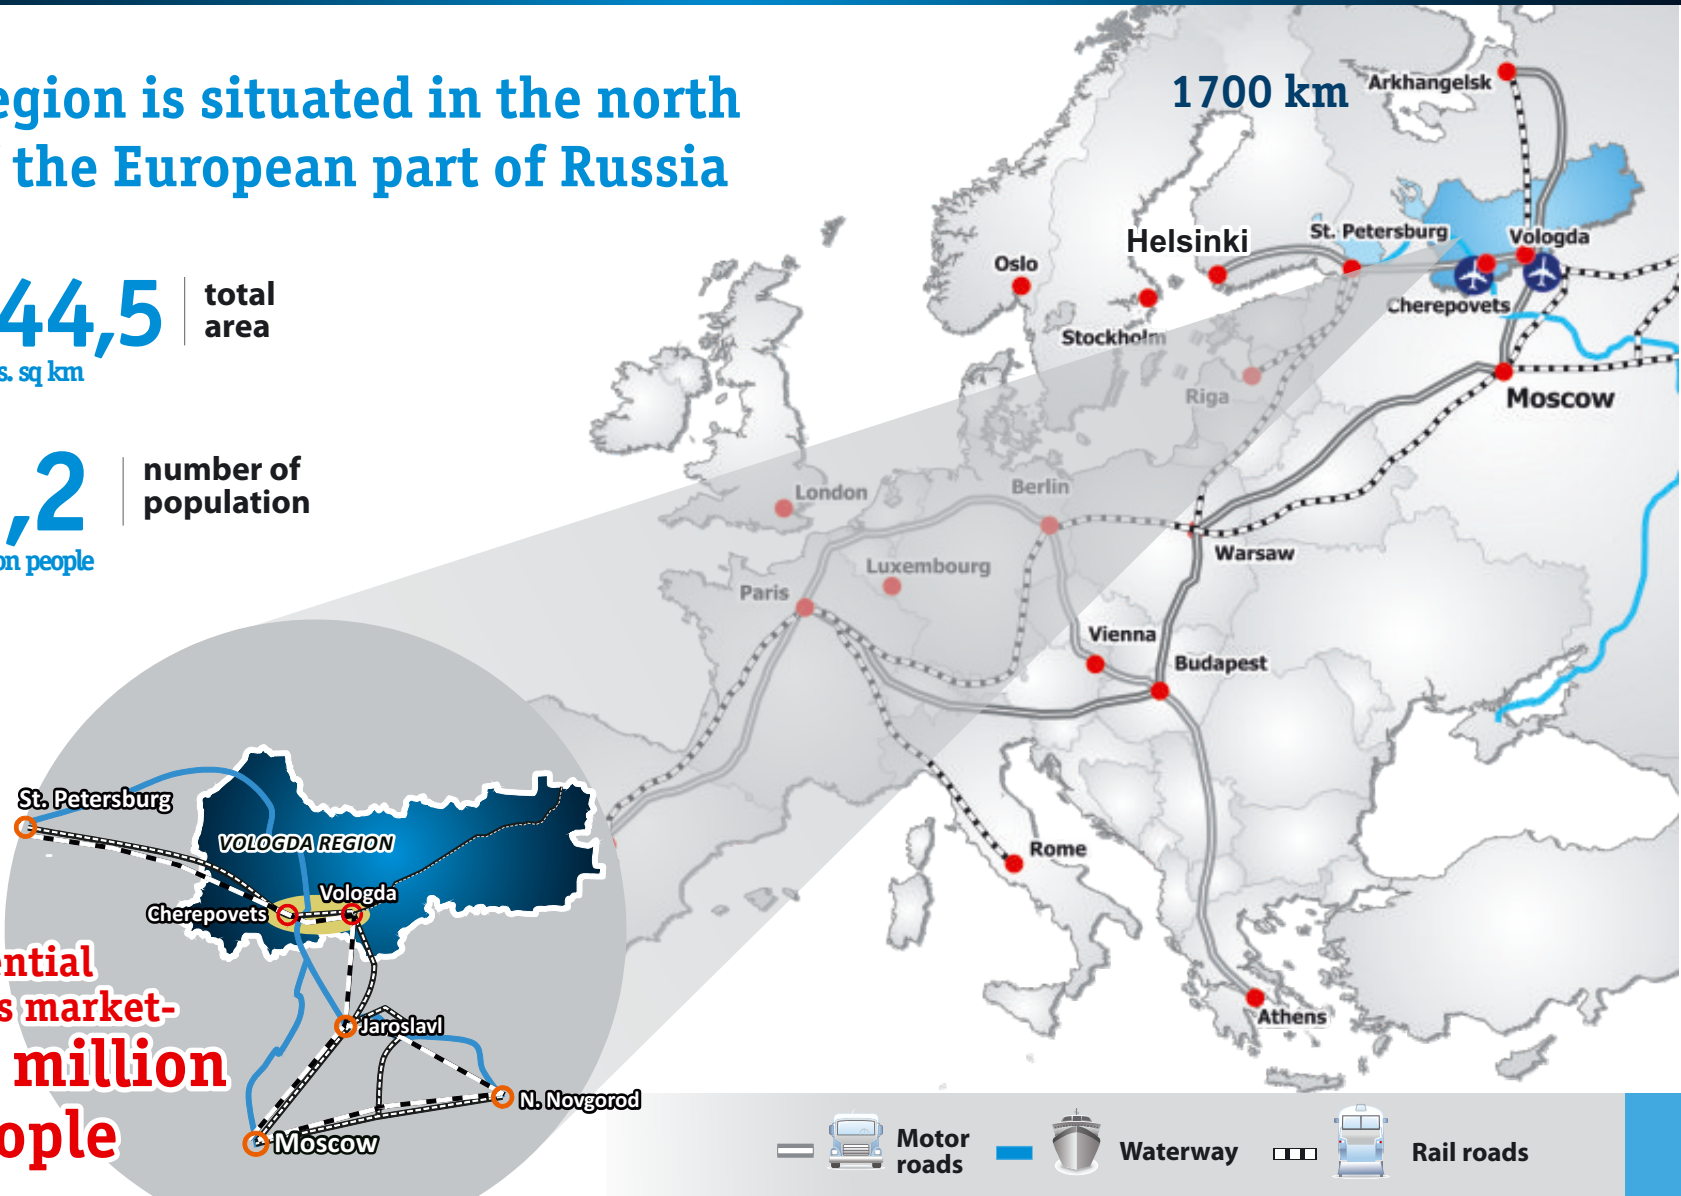 egion is situated in the north
the European part of Russia
44,5
total
area
s. sq km
,2
number of
population
on people
1700 km
Arkhangelsk
Helsinki
St. Petersburg
Vologda
Oslo
Cherepovets
Stockholm
Riga
Moscow
London
Berlin
Warsaw
Luxembourg
Paris
Vienna
Budapest
Rome
Athens
St. Petersburg
VOLOGDA REGION
Vologda
Cherepovets
ential
s market-
million
ople
Jaroslavl
N. Novgorod
Moscow
Motor
roads
Waterway
Rail roads